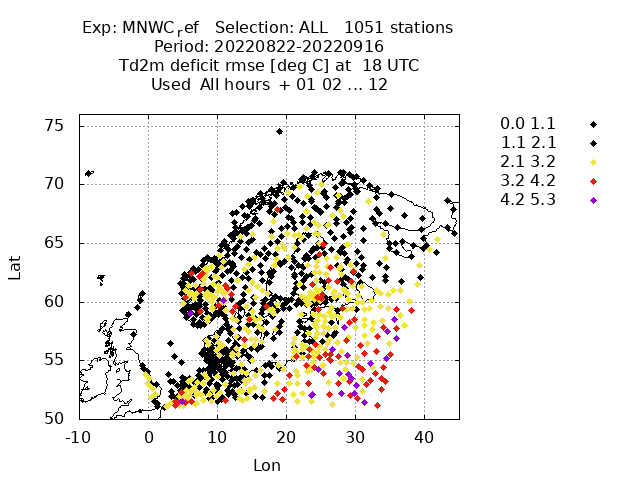 Exp: MNWC_ref   Selection: ALL   1051 stations
Period: 20220822-20220916
Td2m deficit rmse [deg C] at  18 UTC
Used  All hours  + 01 02 ... 12
0.0 1.1
1.1 2.1
2.1 3.2
3.2 4.2
4.2 5.3
75
70
65
60
55
50
Lat
-10 0 10 20 30 40
Lon